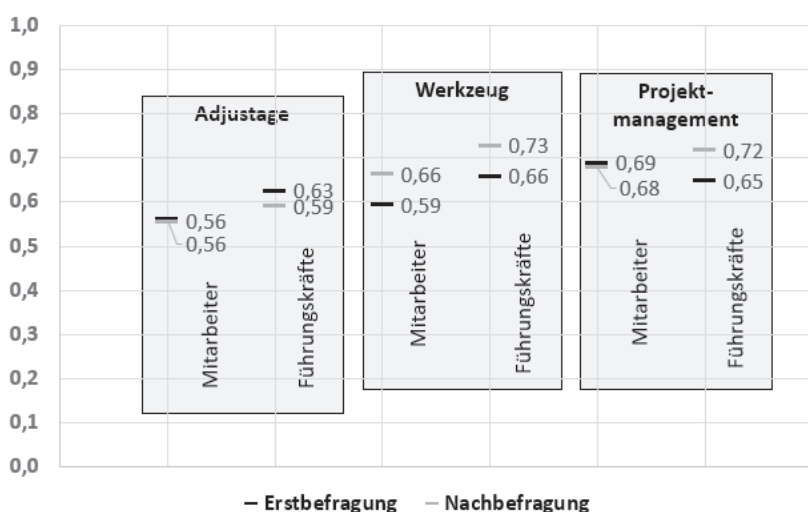 1,0
0,9
0,8
0,7
0,6
0,5
0,4
0,3
0,2
0,1
0,0
Adjustage
0,56
0,56
0,63
0,59
Mitarbeiter
Führungskräfte
Werkzeug
0,66
0,59
0,73
0,66
Mitarbeiter
Führungskräfte
Projekt-
management
0,69
0,68
0,72
0,65
Mitarbeiter
Führungskräfte
Erstbefragung
Nachbefragung